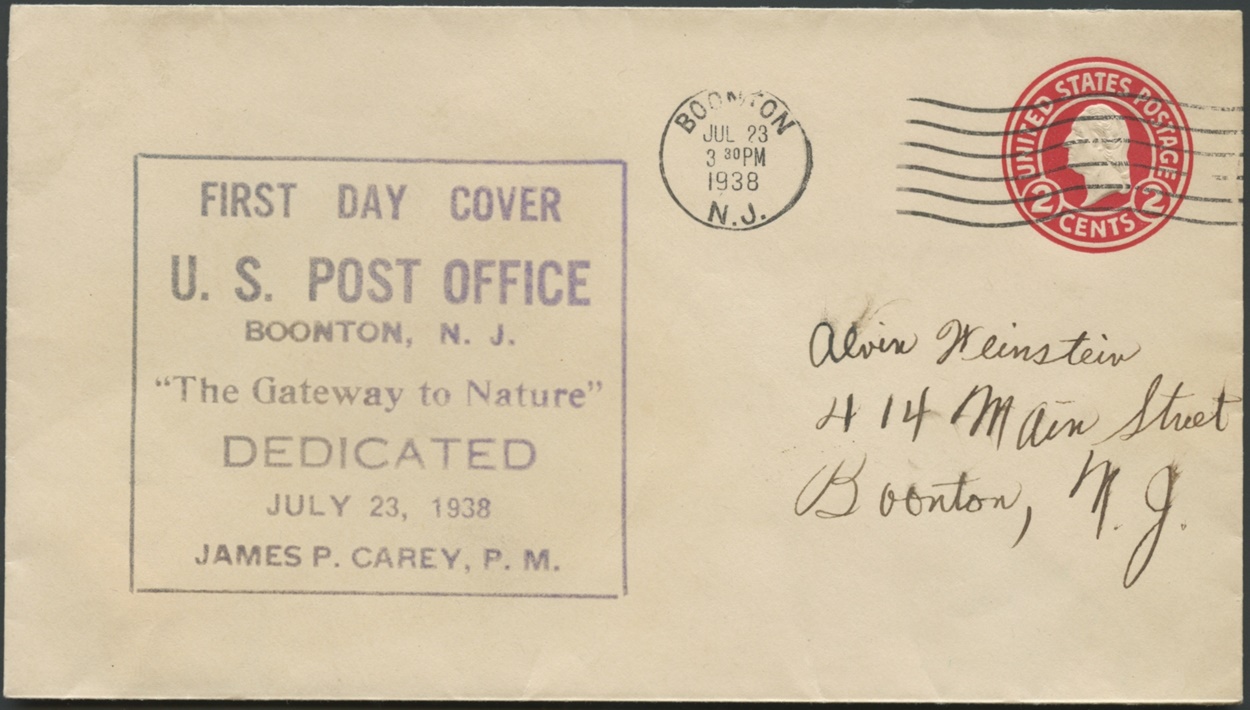 FIRST DAY COVER
U. S. POST OFFICE
BOONTON, N. J.
“The Gateway to Nature”
DEDICATED
JULY 23, 1938
JAMES P. CAREY, P. M.
BOONTON
JUL 23
3 30 PM
1938
N.J.
UNITED STATES POSTAGE
2 CENTS 2
Alvin Weinstein
414 Main Street
Boonton, N. J.